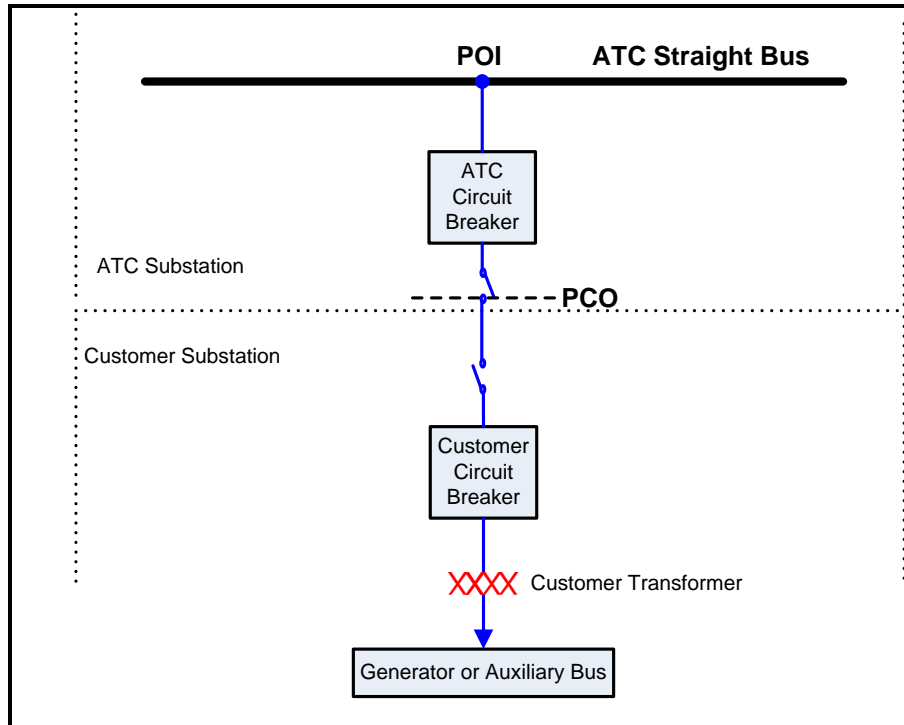 POI
ATC Straight Bus
ATC
Circuit
Breaker
ATC Substation
PCO
Customer Substation
Customer
Circuit
Breaker
Customer Transformer
Generator or Auxiliary Bus